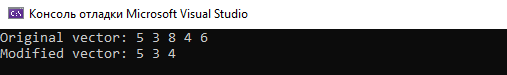 Консоль отладки Microsoft Visual Studio
Original vector: 5 3 8 4 6
Modified vector: 5 3 4